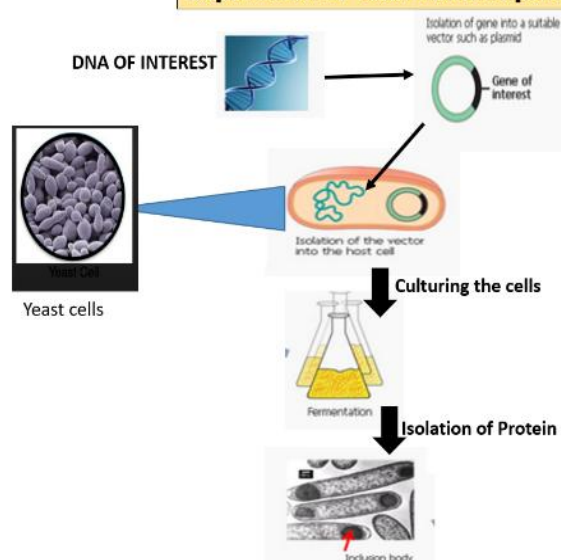 Isolation of gene into a suitable
vector such as plasmid
DNA OF INTEREST
Gene of
interest
Yeast Cell
Yeast cells
Isolation of the vector
into the host cell
Culturing the cells
Fermentation
Isolation of Protein
Inclusion body